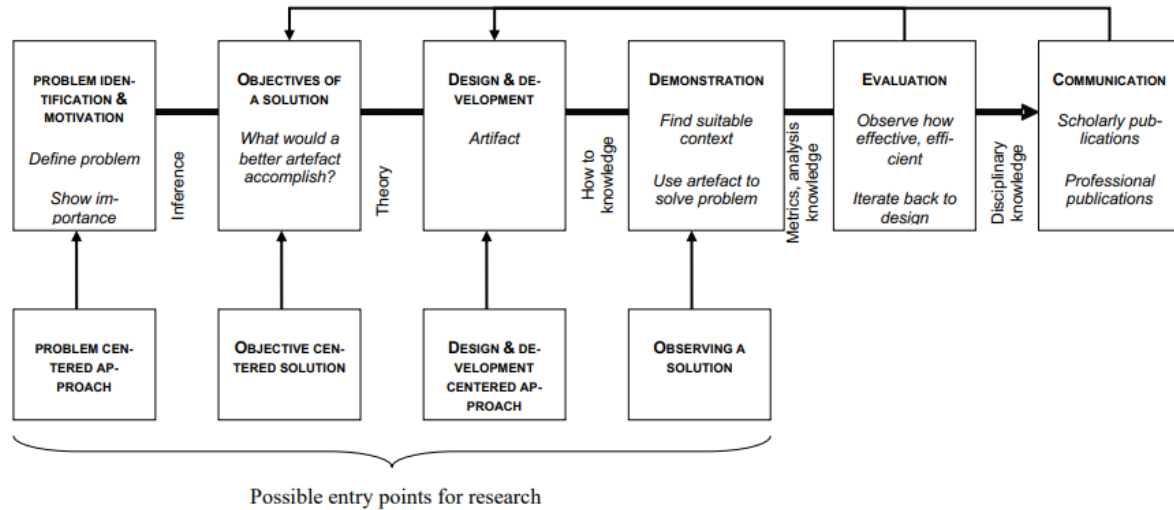 PROBLEM IDEN-
TIFICATION &
MOTIVATION
Define problem
Show im-
portance
Inference
OBJECTIVES OF
A SOLUTION
What would a
better artefact
accomplish?
Theory
DESIGN & DE-
VELOPMENT
Artifact
How to
knowledge
DEMONSTRATION
Find suitable
context
Use artefact to
solve problem
Metrics, analysis
knowledge
EVALUATION
Observe how
effective, effi-
cient
Iterate back to
design
Disciplinary
knowledge
COMMUNICATION
Scholarly pub-
lications
Professional
publications
PROBLEM CEN-
TERED AP-
PROACH
OBJECTIVE CEN-
TERED SOLUTION
DESIGN & DE-
VELOPMENT
CENTERED AP-
PROACH
OBSERVING A
SOLUTION
Possible entry points for research